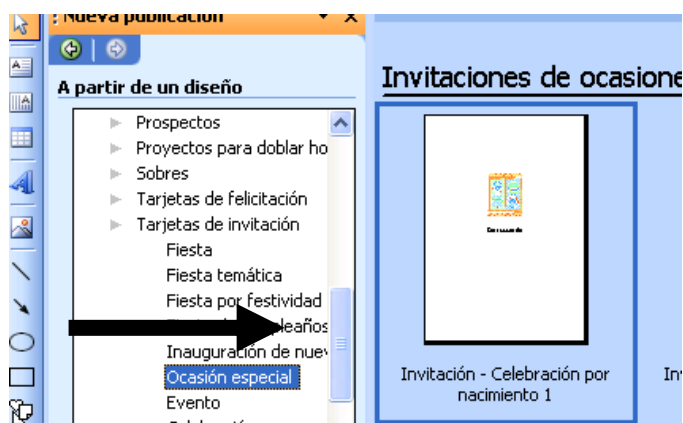 Nueva publicación
A partir de un diseño
Prospectos
Proyectos para doblar ho
Sobres
Tarjetas de felicitación
Tarjetas de invitación
Fiesta
Fiesta temática
Fiesta por festividad
pleaños
Inauguración de nuev
Ocasión especial
Evento
Invitaciones de ocasione
Invitación - Celebración por
nacimiento 1